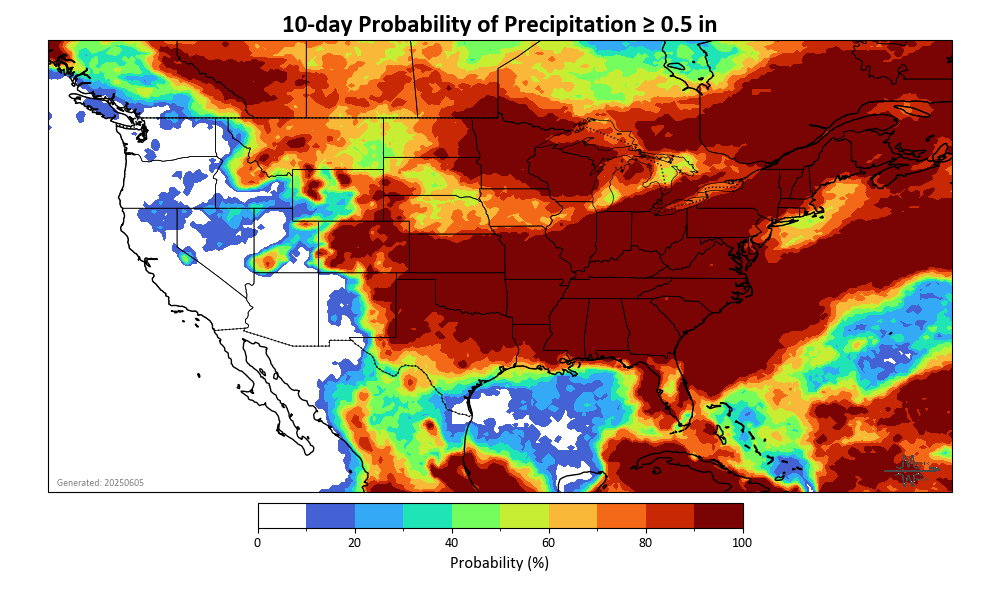 10-day Probability of Precipitation ≥ 0.5 in
Generated: 20250605
0 20 40 60 80 100
Probability (%)